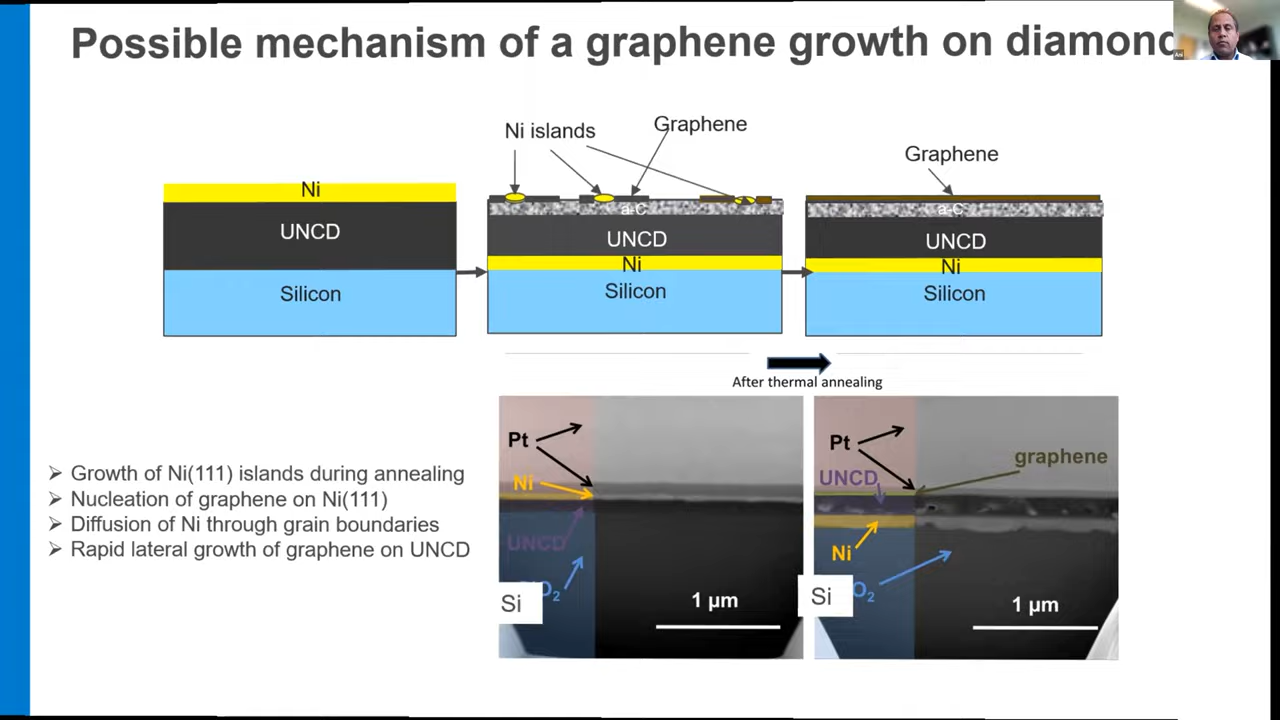 Possible mechanism of a graphene growth on diamond
Ni islands
Graphene
Graphene
Ni
UNCD
Silicon
a-C
UNCD
Ni
Silicon
a-C
UNCD
Ni
Silicon
After thermal annealing
➢ Growth of Ni(111) islands during annealing
➢ Nucleation of graphene on Ni(111)
➢ Diffusion of Ni through grain boundaries
➢ Rapid lateral growth of graphene on UNCD
Pt
Ni
UNCD
O2
Si
1 µm
Pt
UNCD
graphene
Ni
O2
Si
1 µm